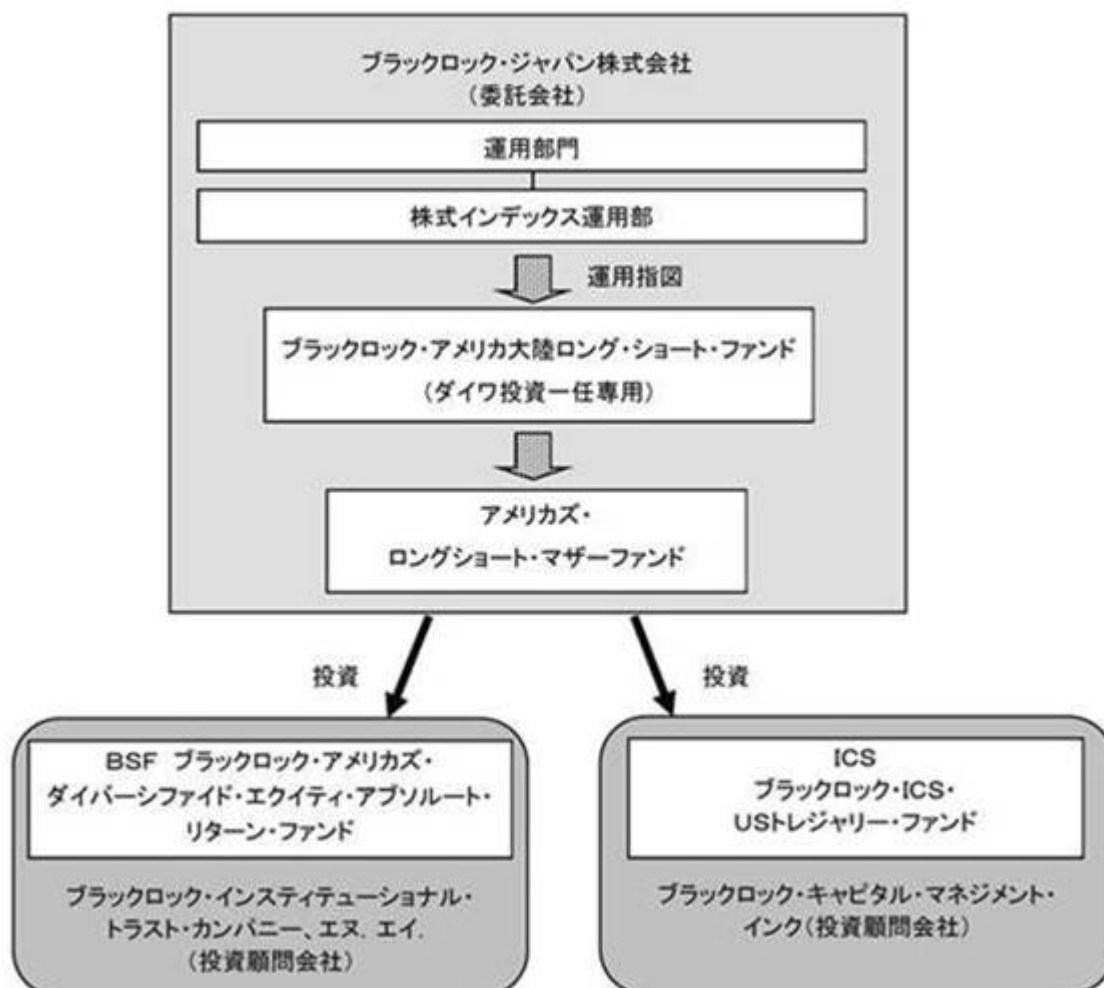 ブラックロック・ジャパン株式会社
（委託会社）
運用部門
株式インデックス運用部
運用指図
ブラックロック・アメリカ大陸ロング・ショート・ファンド
（ダイワ投資一任専用）
アメリカズ・
ロングショート・マザーファンド
投資
投資
ＢＳＦ ブラックロック・アメリカズ・
ダイバーシファイド・エクイティ・アブソルート・
リターン・ファンド
ブラックロック・インスティテューショナル・
トラスト・カンパニー、エヌ．エイ．
（投資顧問会社）
ＩＣＳ
ブラックロック・ＩＣＳ・
ＵＳトレジャリー・ファンド
ブラックロック・キャピタル・マネジメント・
インク（投資顧問会社）